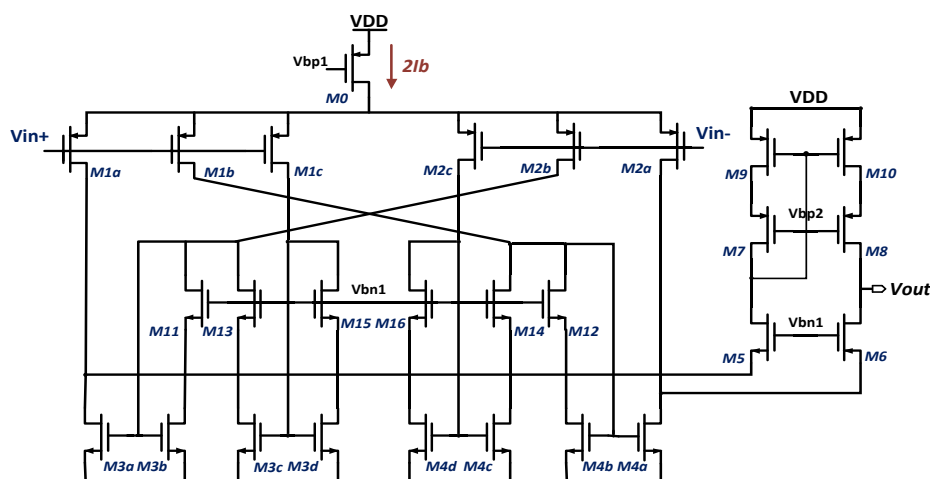 VDD
Vbp1
2Ib
M0
VDD
Vin+
Vin-
M1a
M1b
M1c
M2c
M2b
M2a
M9
M10
Vbp2
M7
M8
Vbn1
Vout
M11
M13
M15
M16
M14
M12
Vbn1
M5
M6
M3a
M3b
M3c
M3d
M4d
M4c
M4b
M4a